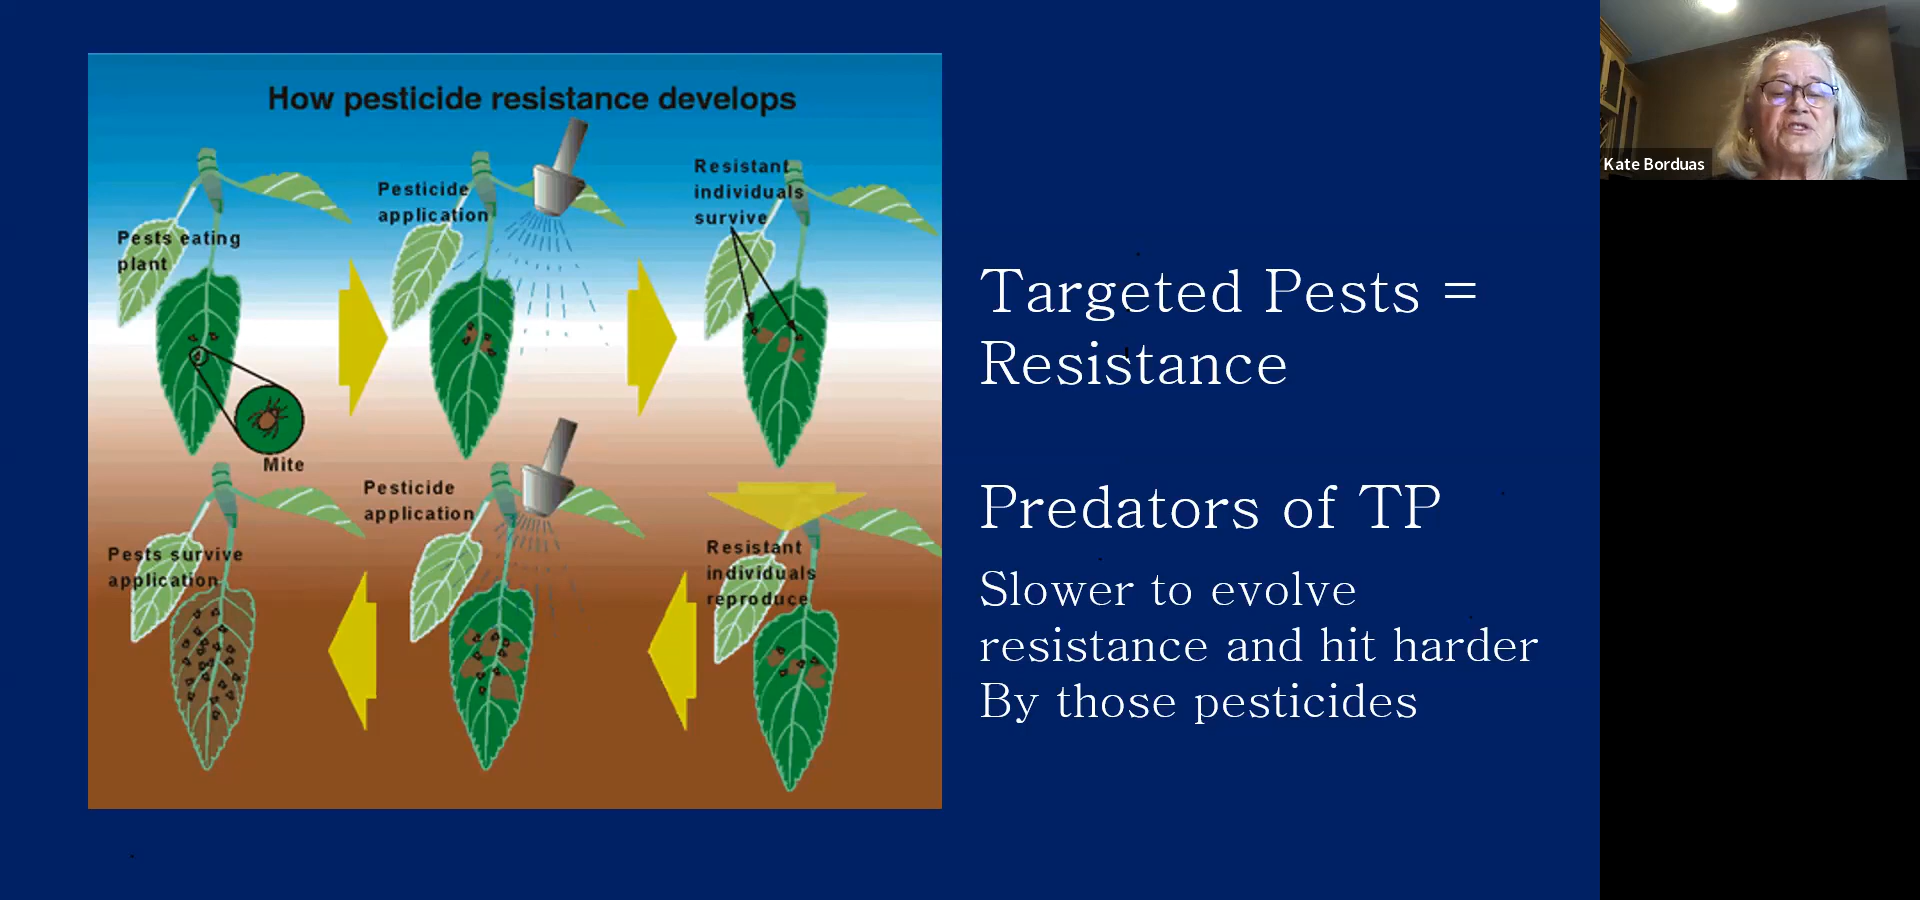 How pesticide resistance develops
Pests eating
plant
Mite
Pesticide
application
Resistant
individuals
survive
Resistant
individuals
reproduce
Pesticide
application
Pests survive
application
Targeted Pests =
Resistance
Predators of TP
Slower to evolve
resistance and hit harder
By those pesticides
Kate Borduas